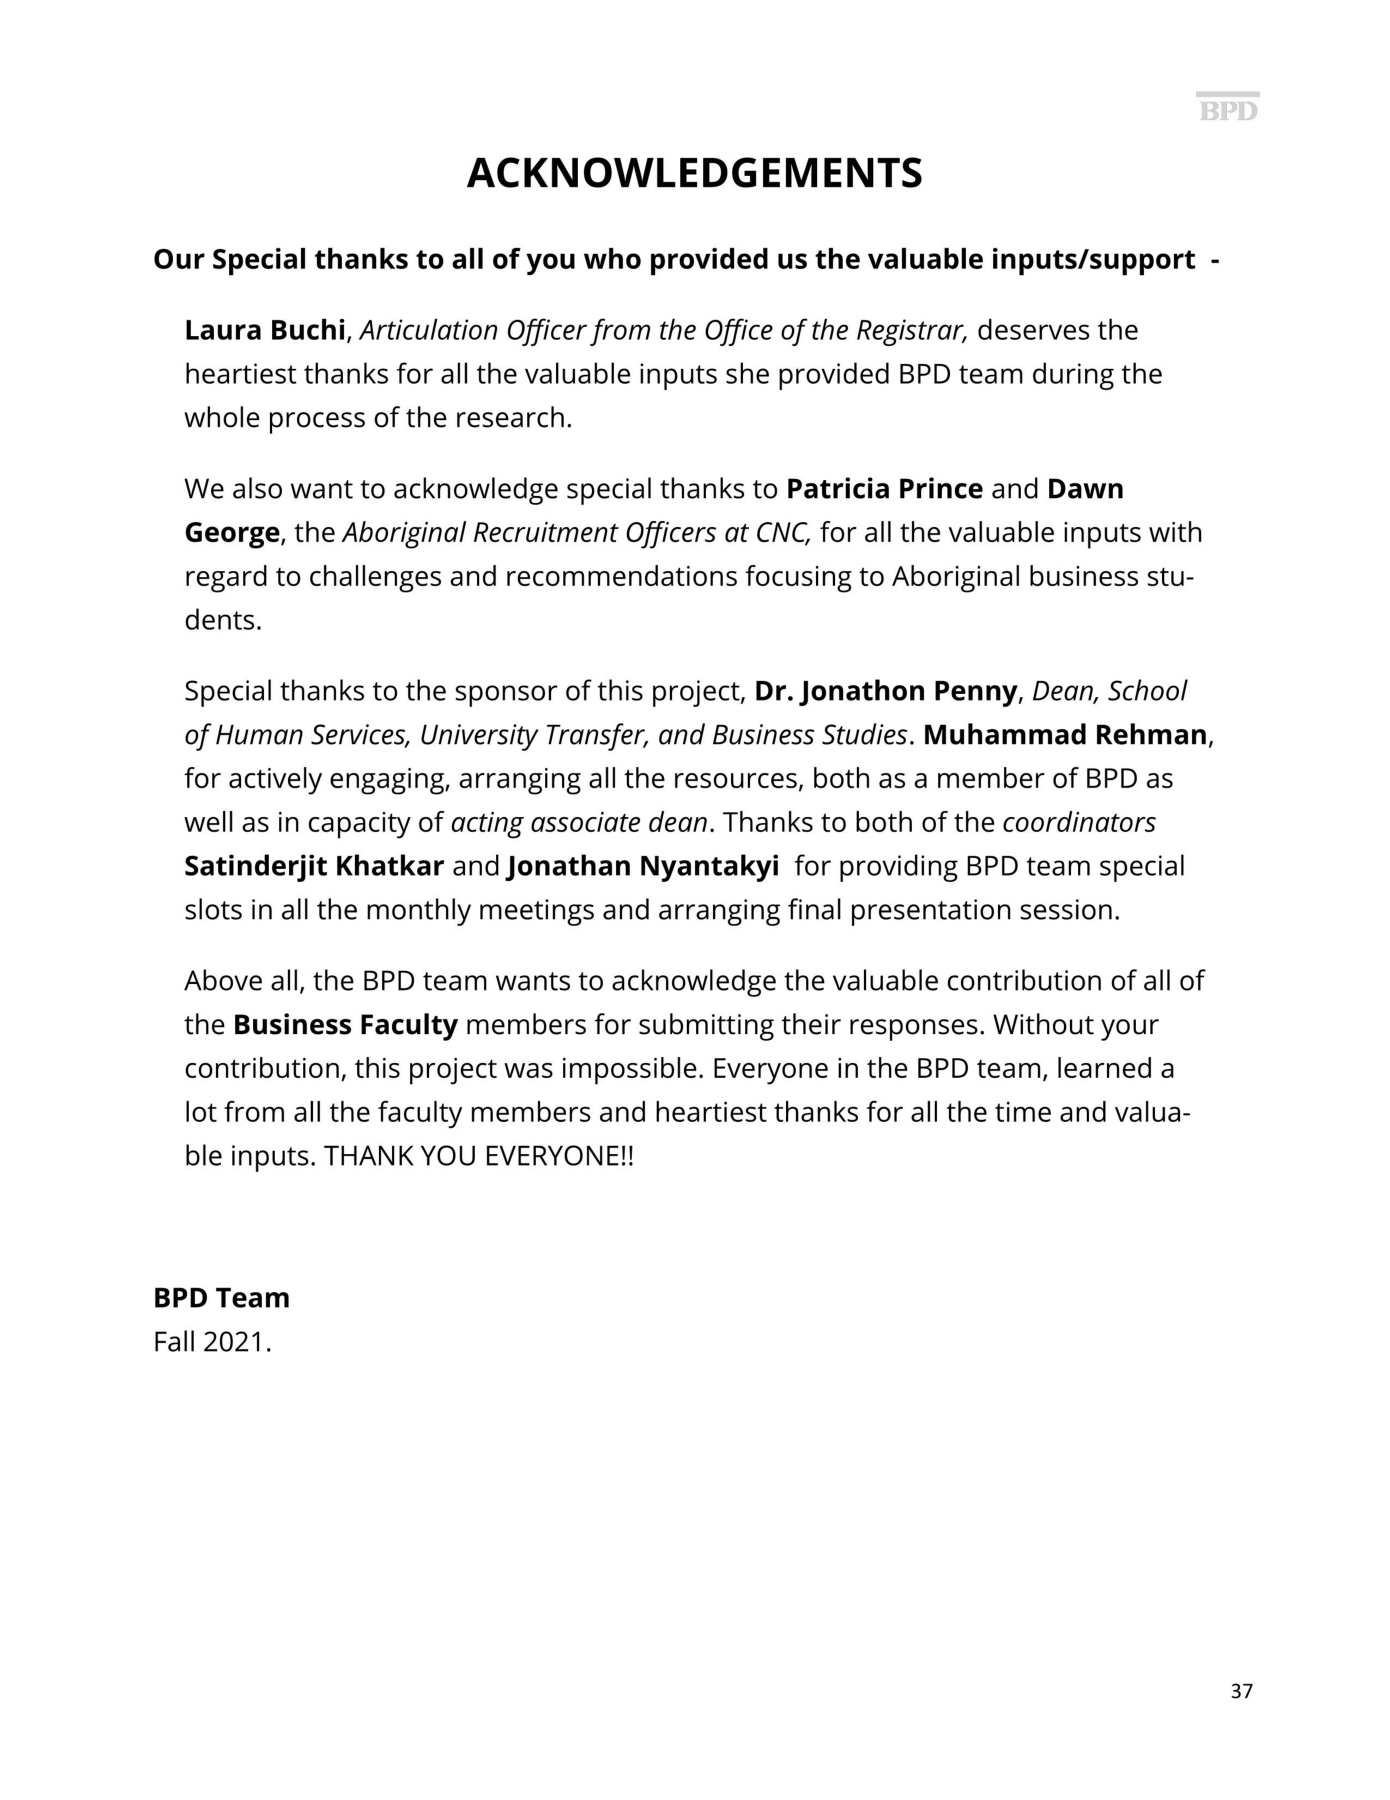 BPD
ACKNOWLEDGEMENTS
Our Special thanks to all of you who provided us the valuable inputs/support  -
Laura Buchi, Articulation Officer from the Office of the Registrar, deserves the
heartiest thanks for all the valuable inputs she provided BPD team during the
whole process of the research.
We also want to acknowledge special thanks to Patricia Prince and Dawn
George, the Aboriginal Recruitment Officers at CNC, for all the valuable inputs with
regard to challenges and recommendations focusing to Aboriginal business stu-
dents.
Special thanks to the sponsor of this project, Dr. Jonathon Penny, Dean, School
of Human Services, University Transfer, and Business Studies. Muhammad Rehman,
for actively engaging, arranging all the resources, both as a member of BPD as
well as in capacity of acting associate dean. Thanks to both of the coordinators
Satinderjit Khatkar and Jonathan Nyantakyi  for providing BPD team special
slots in all the monthly meetings and arranging final presentation session.
Above all, the BPD team wants to acknowledge the valuable contribution of all of
the Business Faculty members for submitting their responses. Without your
contribution, this project was impossible. Everyone in the BPD team, learned a
lot from all the faculty members and heartiest thanks for all the time and valua-
ble inputs. THANK YOU EVERYONE!!
BPD Team
Fall 2021.
37